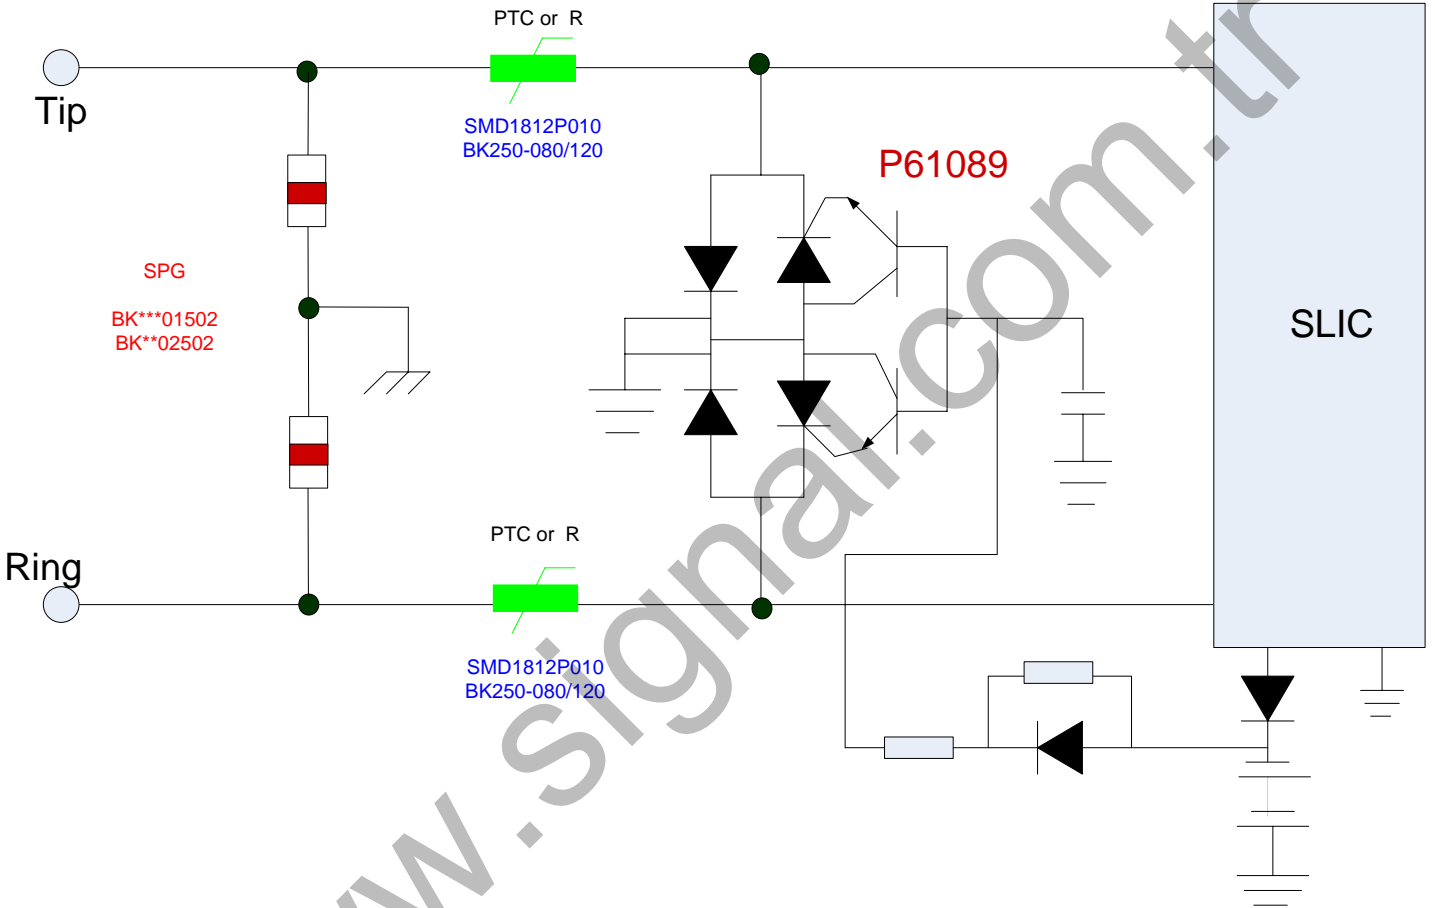 PTC or R
Tip
SMD1812P010
BK250-080/120
P61089
SPG
BK***01502
BK**02502
SLIC
PTC or R
Ring
SMD1812P010
BK250-080/120
w.signal.com.tr